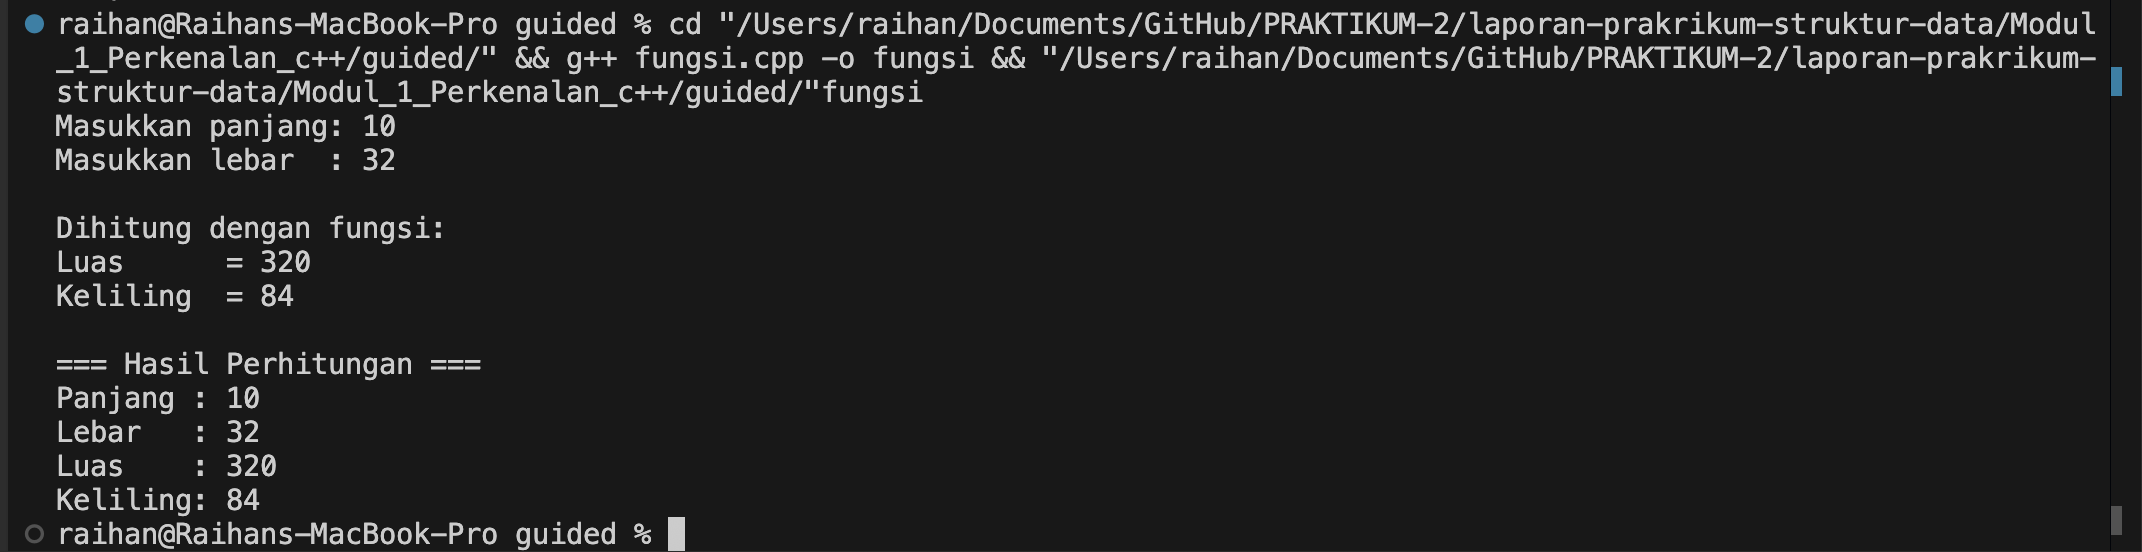 raihan@Raihans-MacBook-Pro guided % cd "/Users/raihan/Documents/GitHub/PRAKTIKUM-2/laporan-prakrikum-struktur-data/Modul
_1_Perkenalan_c++/guided/" && g++ fungsi.cpp -o fungsi && "/Users/raihan/Documents/GitHub/PRAKTIKUM-2/laporan-prakrikum-
struktur-data/Modul_1_Perkenalan_c++/guided/"fungsi
Masukkan panjang: 10
Masukkan lebar  : 32

Dihitung dengan fungsi:
Luas      = 320
Keliling  = 84

=== Hasil Perhitungan ===
Panjang : 10
Lebar   : 32
Luas    : 320
Keliling: 84
raihan@Raihans-MacBook-Pro guided %